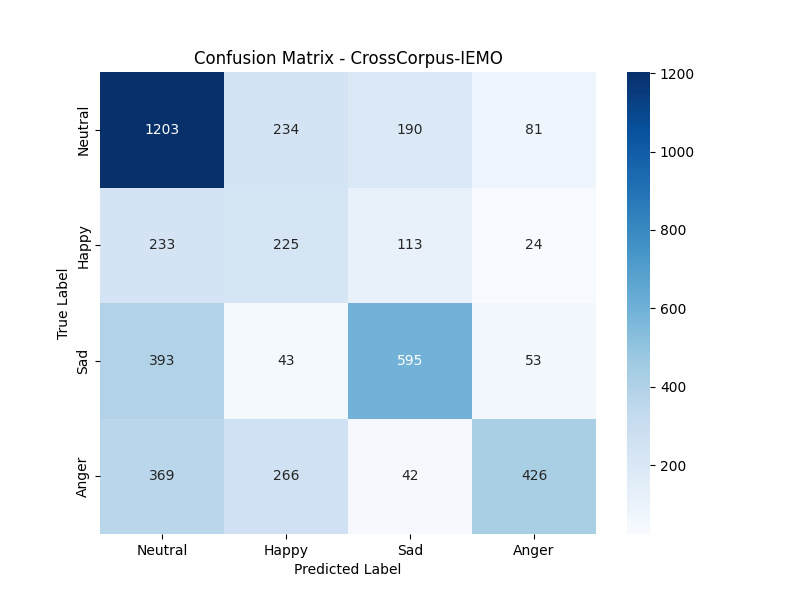 Confusion Matrix - CrossCorpus-IEMO
True Label
Neutral 1203 234 190 81
Happy 233 225 113 24
Sad 393 43 595 53
Anger 369 266 42 426
Neutral Happy Sad Anger
Predicted Label
1200
1000
800
600
400
200